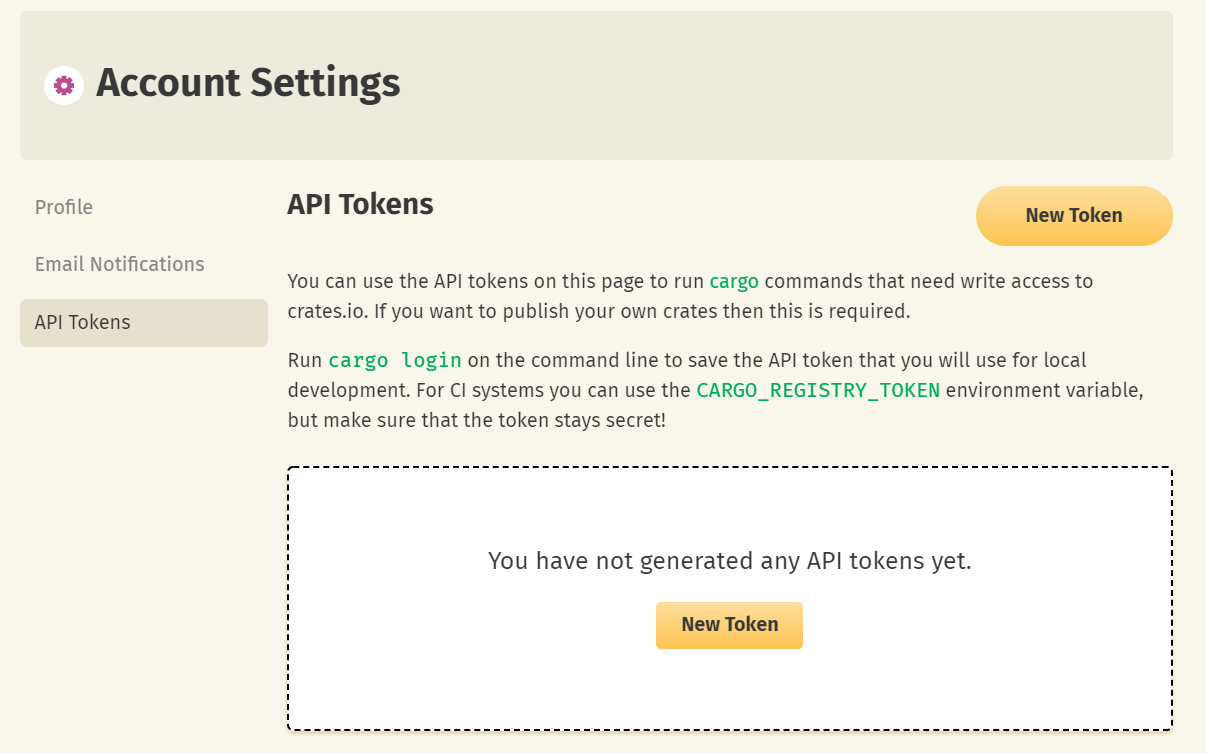 Account Settings
Profile
Email Notifications
API Tokens
API Tokens
New Token
You can use the API tokens on this page to run cargo commands that need write access to
crates.io. If you want to publish your own crates then this is required.
Run cargo login on the command line to save the API token that you will use for local
development. For CI systems you can use the CARGO_REGISTRY_TOKEN environment variable,
but make sure that the token stays secret!
You have not generated any API tokens yet.
New Token